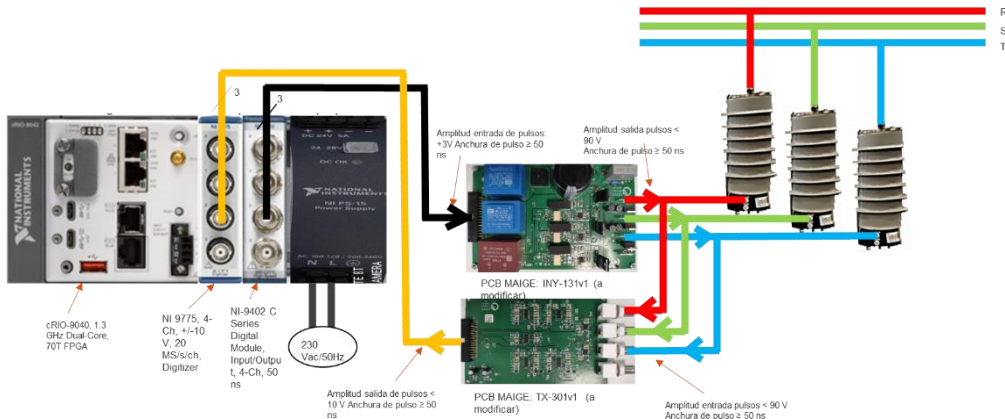 R
S
T
3
3
cRIO-9042
NATIONAL
INSTRUMENTS
DC 24V 5A
24-28V
DC OK
NATIONAL
INSTRUMENTS
NI PS-15
Power Supply
N
L
230
Vac/50Hz
Amplitud entrada de pulsos:
+3V Anchura de pulso ≥ 50
ns
Amplitud salida pulsos <
90 V
Anchura de pulso ≥ 50 ns
PCB MAIGE: INY-131v1 (a
modificar)
cRIO-9040, 1.3
GHz Dual-Core,
70T FPGA
NI 9775, 4-
Ch, +/-10
V, 20
MS/s/ch,
Digitizer
NI-9402 C
Series
Digital
Module,
Input/Outpu
t, 4-Ch, 50
ns
Amplitud salida de pulsos <
10 V Anchura de pulso ≥ 50
ns
PCB MAIGE: TX-301v1 (a
modificar)
Amplitud entrada pulsos < 90 V
Anchura de pulso ≥ 50 ns